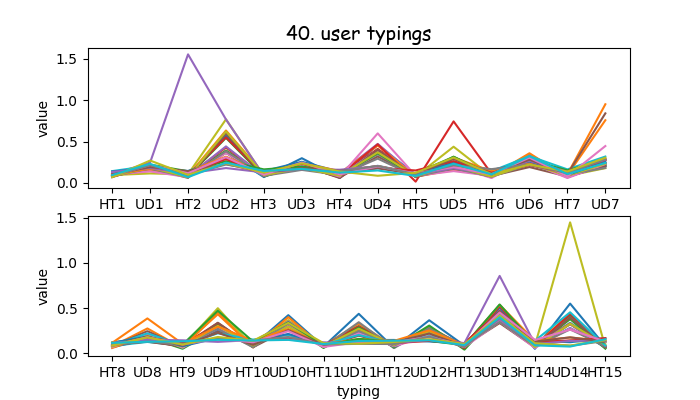 40. user typings
value
1.5
1.0
0.5
0.0
HT1 UD1 HT2 UD2 HT3 UD3 HT4 UD4 HT5 UD5 HT6 UD6 HT7 UD7
value
1.5
1.0
0.5
0.0
HT8 UD8 HT9 UD9 HT10 UD10 HT11 UD11 HT12 UD12 HT13 UD13 HT14 UD14 HT15
typing